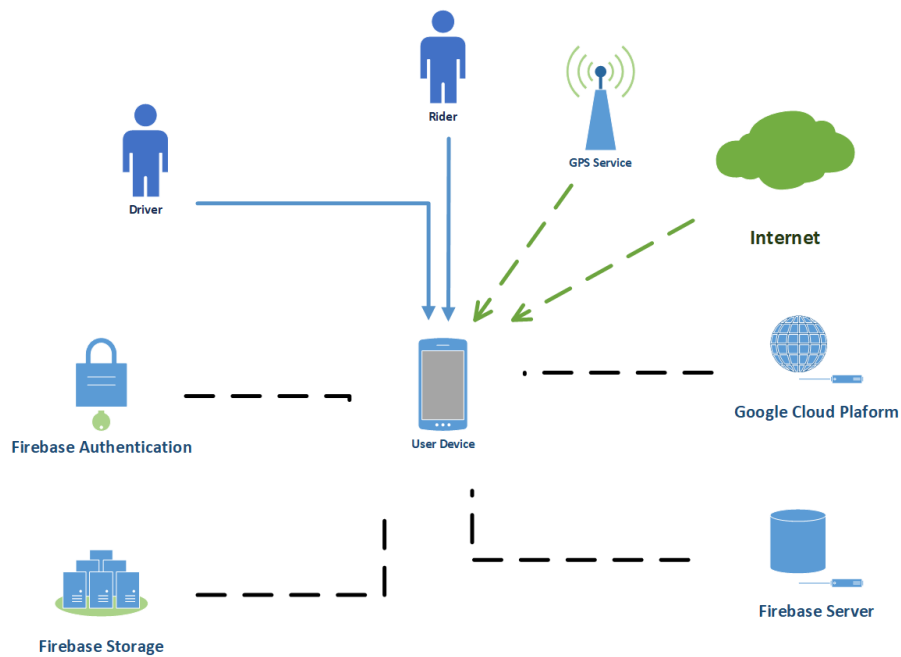 Rider
GPS Service
Driver
Internet
Google Cloud Plaform
User Device
Firebase Authentication
Firebase Server
Firebase Storage